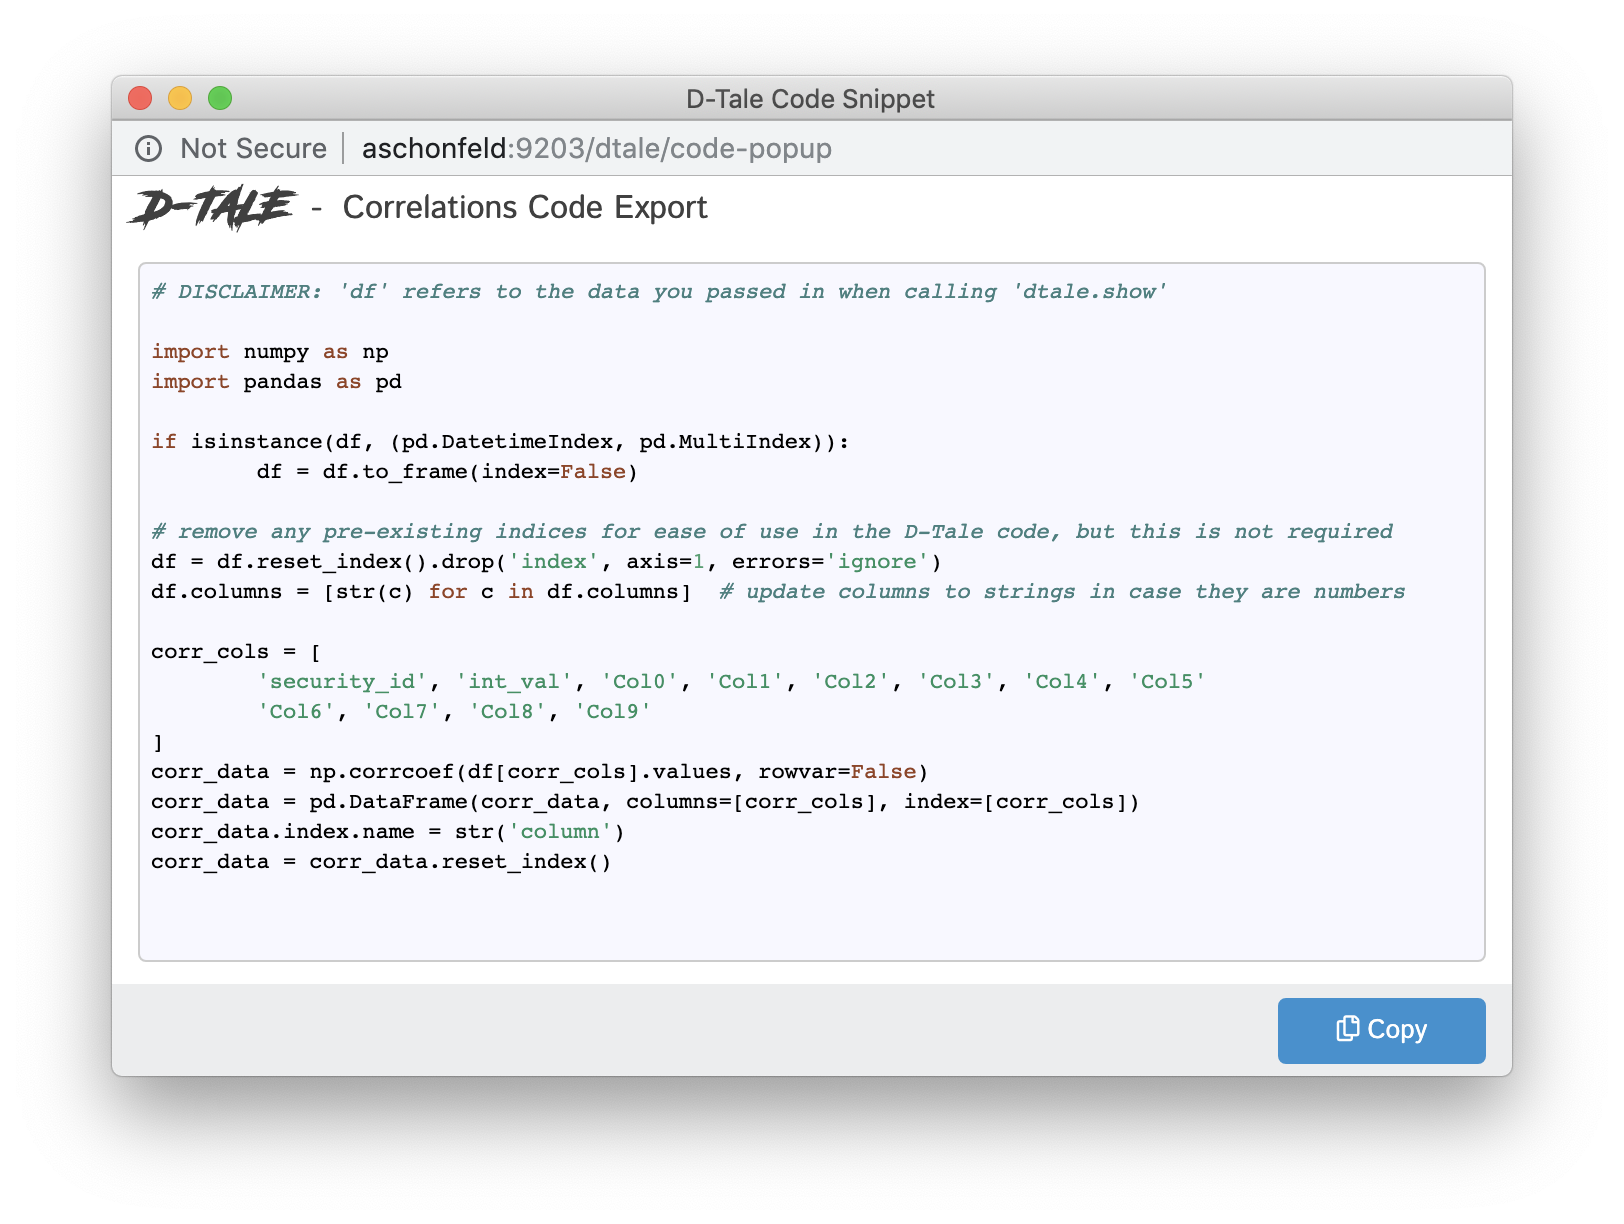 D-Tale Code Snippet
Not Secure aschonfeld:9203/dtale/code-popup
D-TALE - Correlations Code Export
# DISCLAIMER: 'df' refers to the data you passed in when calling 'dtale.show'
import numpy as np
import pandas as pd
if isinstance(df, (pd.DatetimeIndex, pd.MultiIndex)):
        df = df.to_frame(index=False)
# remove any pre-existing indices for ease of use in the D-Tale code, but this is not required
df = df.reset_index().drop('index', axis=1, errors='ignore')
df.columns = [str(c) for c in df.columns]  # update columns to strings in case they are numbers
corr_cols = [
        'security_id', 'int_val', 'Col0', 'Col1', 'Col2', 'Col3', 'Col4', 'Col5'
        'Col6', 'Col7', 'Col8', 'Col9'
]
corr_data = np.corrcoef(df[corr_cols].values, rowvar=False)
corr_data = pd.DataFrame(corr_data, columns=[corr_cols], index=[corr_cols])
corr_data.index.name = str('column')
corr_data = corr_data.reset_index()
Copy